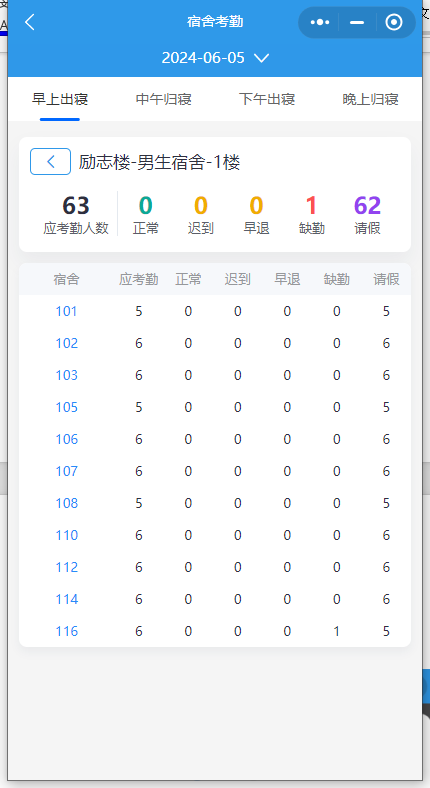 宿舍考勤
2024-06-05
早上出寝 中午归寝 下午出寝 晚上归寝
励志楼-男生宿舍-1楼
63 0 0 0 1 62
应考勤人数 正常 迟到 早退 缺勤 请假
宿舍 应考勤 正常 迟到 早退 缺勤 请假
101 5 0 0 0 0 5
102 6 0 0 0 0 6
103 6 0 0 0 0 6
105 5 0 0 0 0 5
106 6 0 0 0 0 6
107 6 0 0 0 0 6
108 5 0 0 0 0 5
110 6 0 0 0 0 6
112 6 0 0 0 0 6
114 6 0 0 0 0 6
116 6 0 0 0 1 5